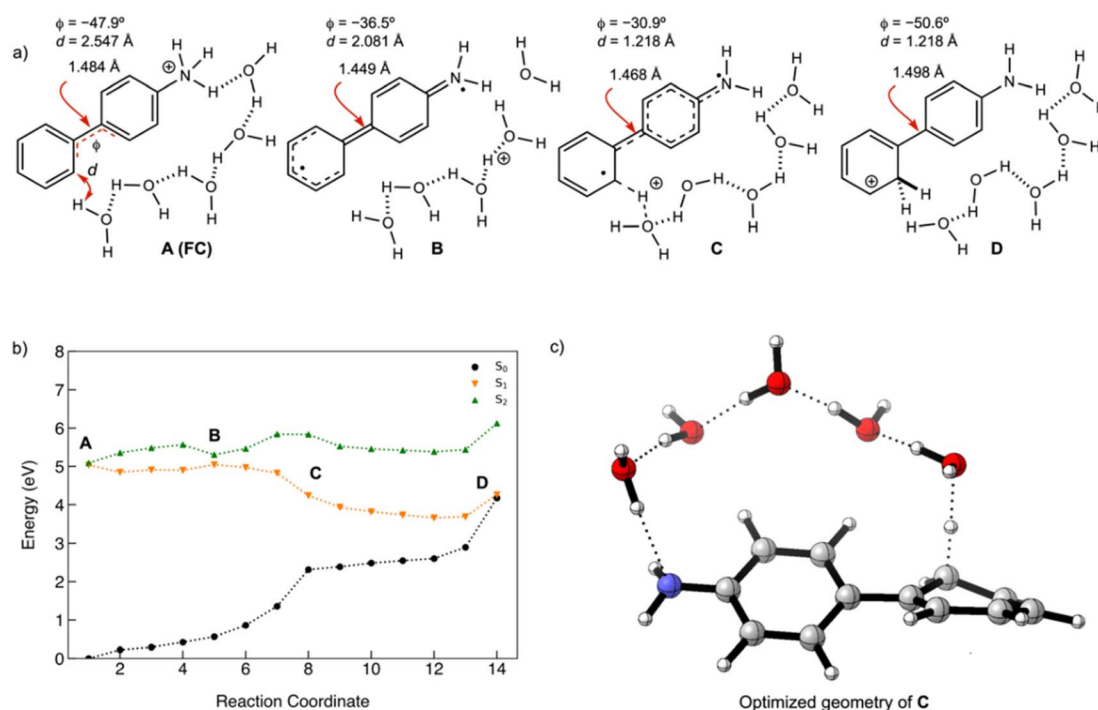 a)
ϕ = −47.9º
d = 2.547 Å
1.484 Å
H
H
⊕
N
H
H
O
H
H
O
H
ϕ
d
H
H
O
H
H
O
H
H
O
H
A (FC)
ϕ = −36.5º
d = 2.081 Å
1.449 Å
H
N
H
O
H
H
H
O
H
H
⊕
H
O
H
H
O
H
H
O
H
B
ϕ = −30.9º
d = 1.218 Å
1.468 Å
H
N
H
H
O
H
H
O
H
⊕
H
H
O
H
H
O
H
H
O
H
C
ϕ = −50.6º
d = 1.218 Å
1.498 Å
H
N
H
H
O
H
H
O
H
⊕
H
H
H
O
H
H
O
H
H
O
H
D
b)
8
7
6
5
4
3
2
1
0
Energy (eV)
S0
S1
S2
A
B
C
D
2
4
6
8
10
12
14
Reaction Coordinate
c)
Optimized geometry of C